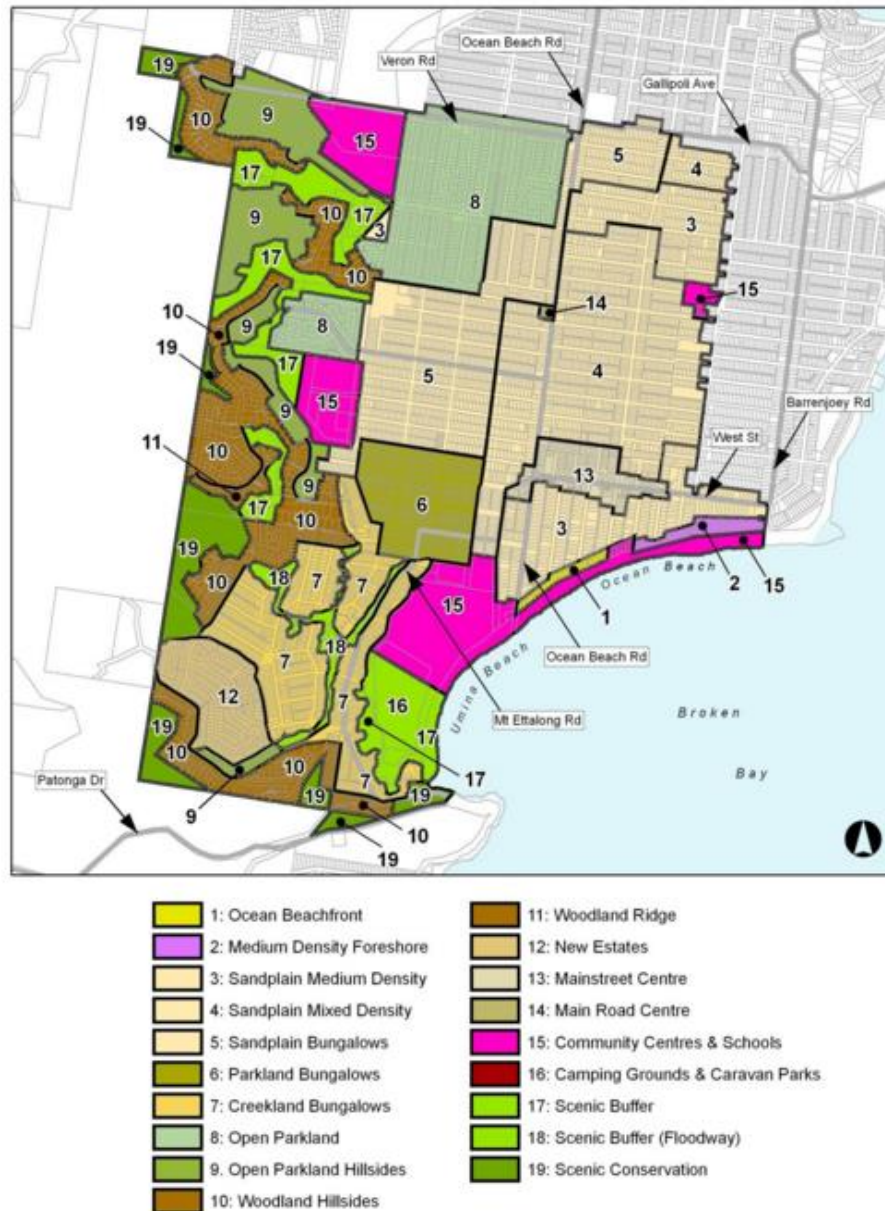 Ocean Beach Rd
Veron Rd
Gallipoli Ave
19
10
9
15
5
4
19
17
8
10
17
3
3
9
17
10
15
14
10
9
8
19
17
5
4
15
9
Barrenjoey Rd
West St
10
11
13
9
6
17
10
3
19
2
15
18
7
7
10
15
Ocean Beach
1
18
Ocean Beach Rd
7
Umina Beach
12
7
16
Mt Ettalong Rd
Broken
19
17
10
10
Bay
17
7
19
19
Patonga Dr
9
10
19
1: Ocean Beachfront
2: Medium Density Foreshore
3: Sandplain Medium Density
4: Sandplain Mixed Density
5: Sandplain Bungalows
6: Parkland Bungalows
7: Creekland Bungalows
8: Open Parkland
9. Open Parkland Hillsides
10: Woodland Hillsides
11: Woodland Ridge
12: New Estates
13: Mainstreet Centre
14: Main Road Centre
15: Community Centres & Schools
16: Camping Grounds & Caravan Parks
17: Scenic Buffer
18: Scenic Buffer (Floodway)
19: Scenic Conservation